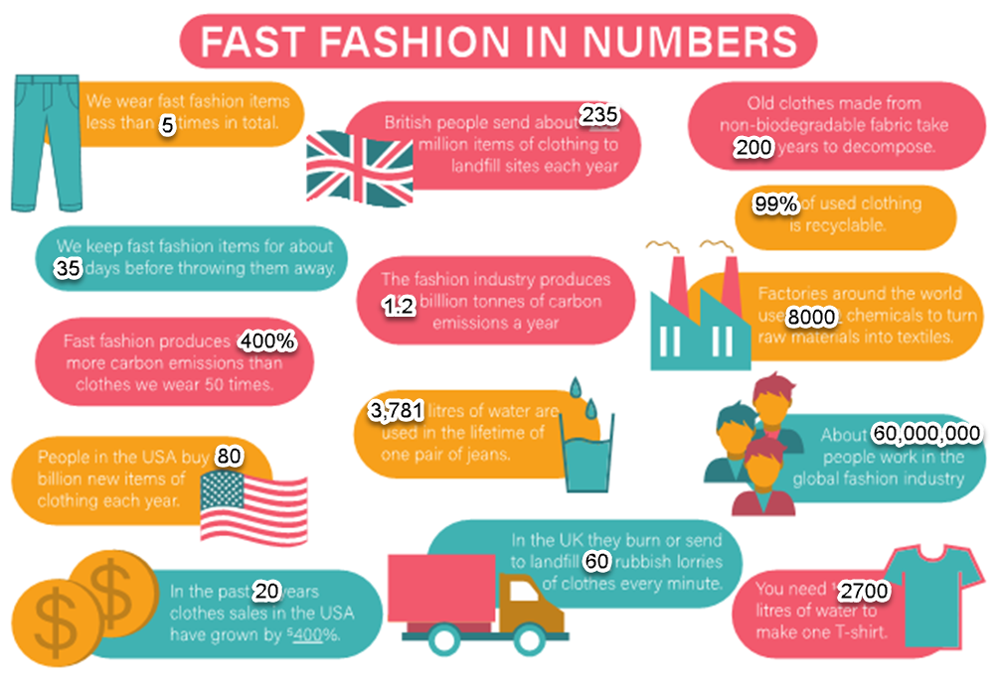 FAST FASHION IN NUMBERS
We wear fast fashion items
less than 5 times in total.
British people send about 235
million items of clothing to
landfill sites each year
Old clothes made from
non-biodegradable fabric take
200 years to decompose.
99% of used clothing
is recyclable.
We keep fast fashion items for about
35 days before throwing them away.
The fashion industry produces
1.2 billlion tonnes of carbon
emissions a year
Factories around the world
use 8000 chemicals to turn
raw materials into textiles.
Fast fashion produces 400%
more carbon emissions than
clothes we wear 50 times.
3,781 litres of water are
used in the lifetime of
one pair of jeans.
About 60,000,000
people work in the
global fashion industry
People in the USA buy 80
billion new items of
clothing each year.
In the UK they burn or send
to landfill 60 rubbish lorries
of clothes every minute.
In the past 20 years
clothes sales in the USA
have grown by ⁵400%.
You need 2700
litres of water to
make one T-shirt.